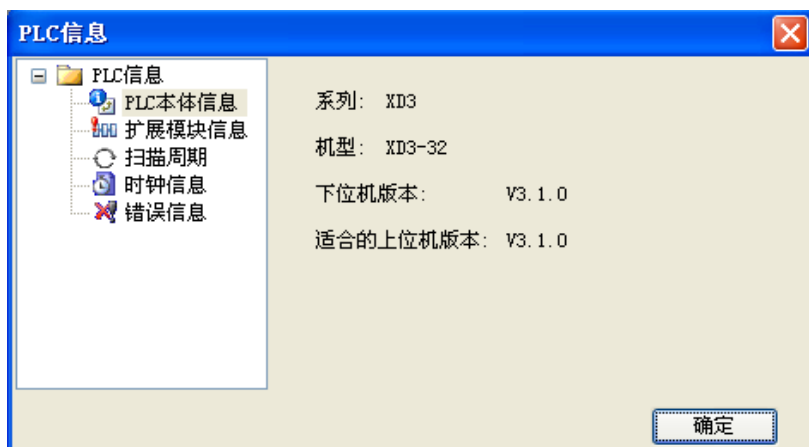 PLC信息
PLC信息
PLC本体信息
扩展模块信息
扫描周期
时钟信息
错误信息
系列: XD3
机型: XD3-32
下位机版本: V3.1.0
适合的上位机版本: V3.1.0
确定